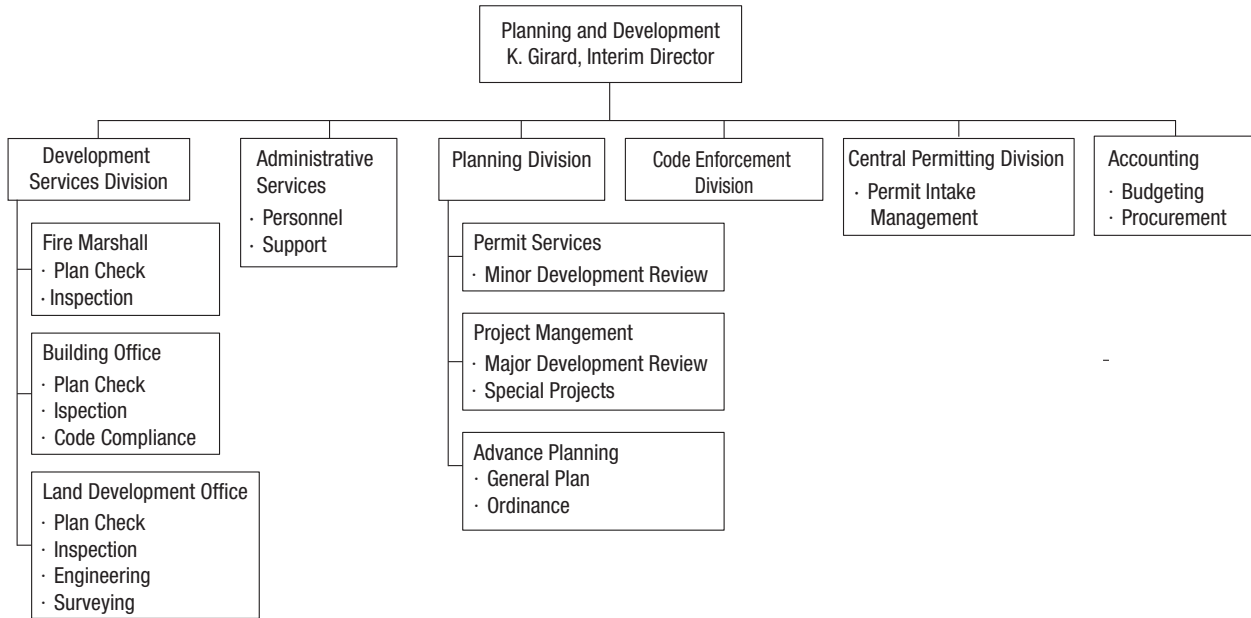 Planning and Development
K. Girard, Interim Director
Development
Services Division
Administrative
Services
· Personnel
· Support
Planning Division
Code Enforcement
Division
Central Permitting Division
· Permit Intake
Management
Accounting
· Budgeting
· Procurement
Fire Marshall
· Plan Check
· Inspection
Building Office
· Plan Check
· Ispection
· Code Compliance
Land Development Office
· Plan Check
· Inspection
· Engineering
· Surveying
Permit Services
· Minor Development Review
Project Mangement
· Major Development Review
· Special Projects
Advance Planning
· General Plan
· Ordinance